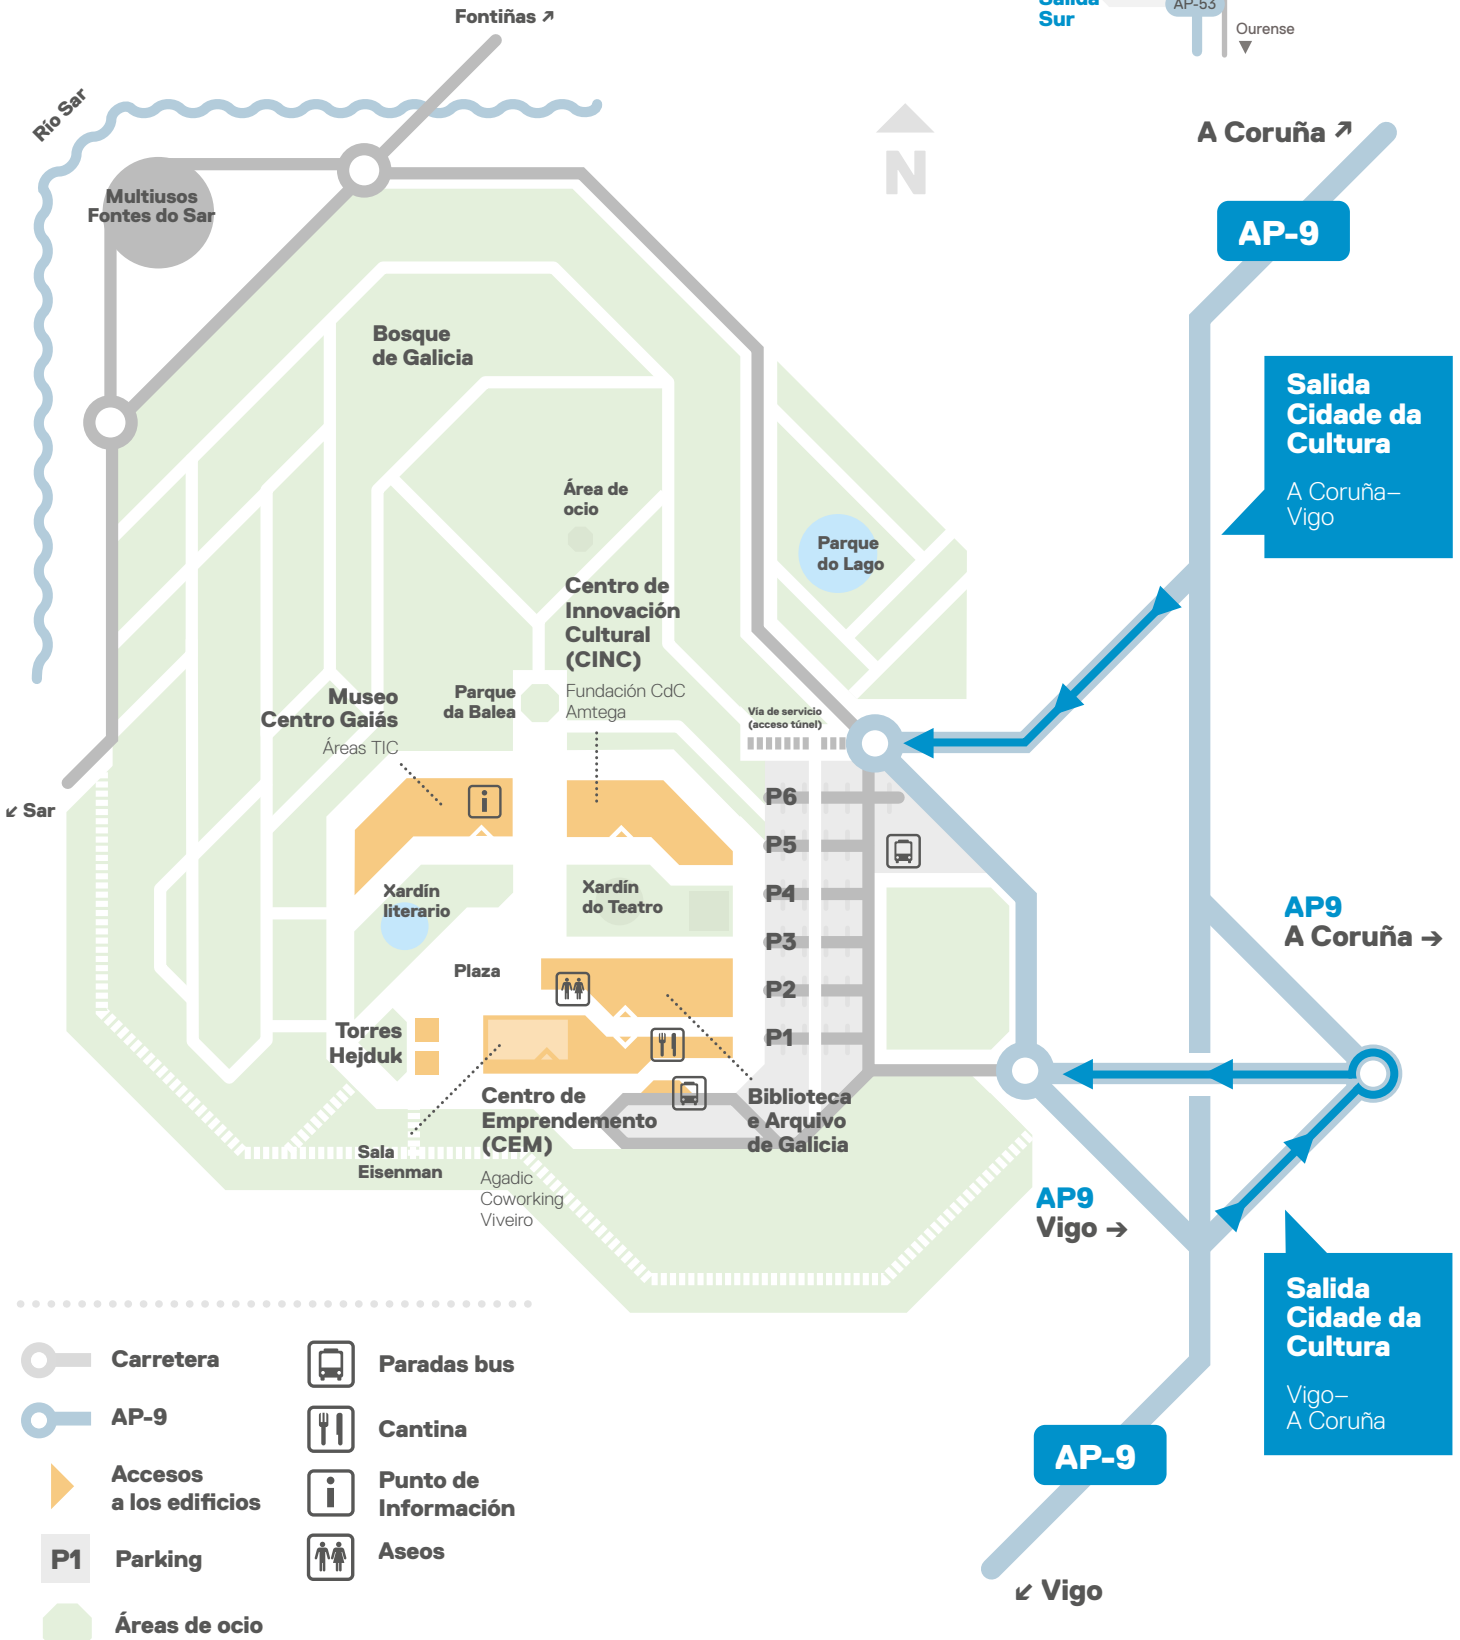 Fontiñas ↗
Salida
Sur
AP-53
Ourense
▼
Río Sar
A Coruña ↗
N
AP-9
Multiusos
Fontes do Sar
Bosque
de Galicia
Salida
Cidade da
Cultura
A Coruña–
Vigo
Área de
ocio
Parque
do Lago
Centro de
Innovación
Cultural
(CINC)
Fundación CdC
Amtega
Museo
Centro Gaiás
Áreas TIC
Parque
da Balea
Vía de servicio
(acceso túnel)
↙ Sar
P6
P5
P4
P3
P2
P1
Xardín
literario
Xardín
do Teatro
AP9
A Coruña →
Plaza
Torres
Hejduk
Centro de
Emprendemento
(CEM)
Agadic
Coworking
Viveiro
Biblioteca
e Arquivo
de Galicia
Sala
Eisenman
AP9
Vigo →
Salida
Cidade da
Cultura
Vigo–
A Coruña
AP-9
↙ Vigo
Carretera
AP-9
Accesos
a los edificios
P1 Parking
Áreas de ocio
Paradas bus
Cantina
Punto de
Información
Aseos